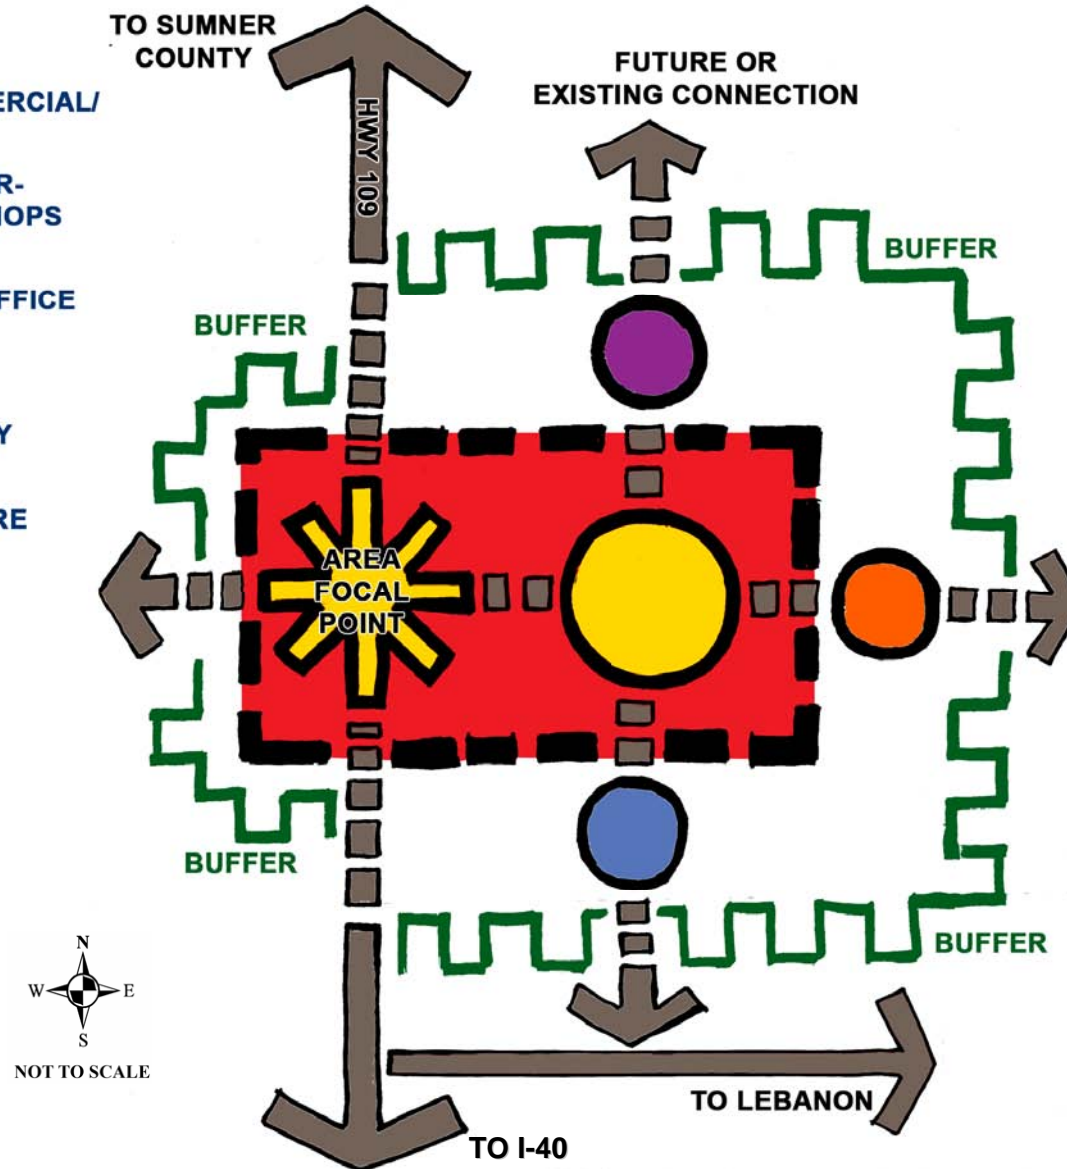 TO SUMNER
COUNTY
FUTURE OR
EXISTING CONNECTION
ERCIAL/
HWY 109
R-
HOPS
BUFFER
FFICE
BUFFER
Y
RE
AREA
FOCAL
POINT
BUFFER
BUFFER
N
W E
S
NOT TO SCALE
TO LEBANON
TO I-40